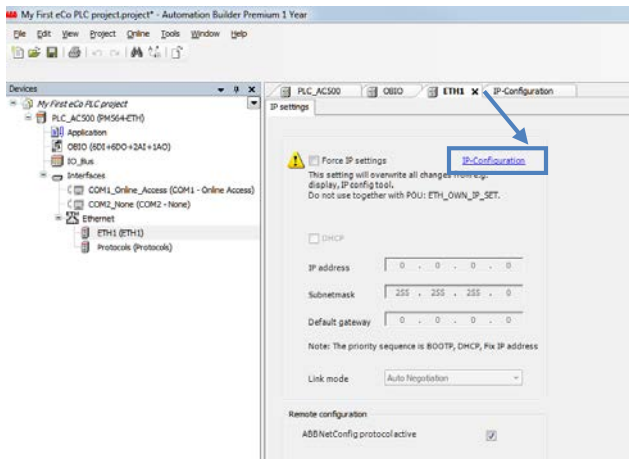 ABB My First eCo PLC project.project* - Automation Builder Premium 1 Year
File Edit View Project Online Tools Window Help
Devices
My First eCo PLC project
PLC_AC500 (PM564-ETH)
Application
OBIO (6DI+6DO+2AI+1AO)
IO_Bus
Interfaces
COM1_Online_Access (COM1 - Online Access)
COM2_None (COM2 - None)
Ethernet
ETH1 (ETH1)
Protocols (Protocols)
PLC_AC500 OBIO ETH1 x IP-Configuration
IP settings
Force IP settings IP-Configuration
This setting will overwrite all changes from e.g.
display, IP config tool.
Do not use together with POU: ETH_OWN_IP_SET.
DHCP
IP address 0 . 0 . 0 . 0
Subnetmask 255 . 255 . 255 . 0
Default gateway 0 . 0 . 0 . 0
Note: The priority sequence is BOOTP, DHCP, Fix IP address
Link mode Auto Negotiation
Remote configuration
ABBNetConfig protocol active